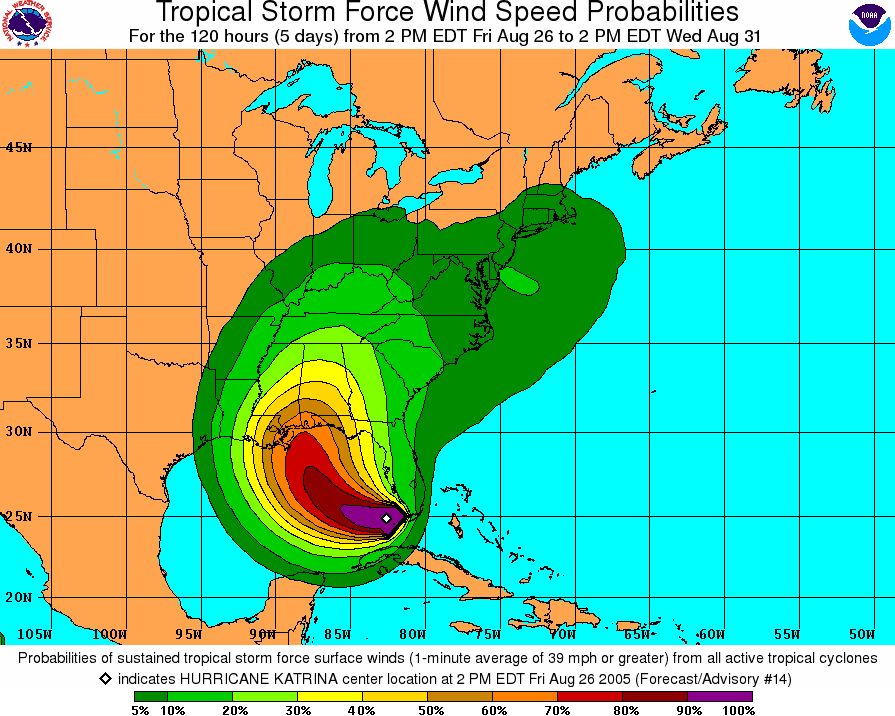 Tropical Storm Force Wind Speed Probabilities
For the 120 hours (5 days) from 2 PM EDT Fri Aug 26 to 2 PM EDT Wed Aug 31
NATIONAL WEATHER SERVICE
NOAA
45N
40N
35N
30N
25N
20N
105W 100W 95W 90W 85W 80W 75W 70W 65W 60W 55W 50W
Probabilities of sustained tropical storm force surface winds (1-minute average of 39 mph or greater) from all active tropical cyclones
indicates HURRICANE KATRINA center location at 2 PM EDT Fri Aug 26 2005 (Forecast/Advisory #14)
5% 10% 20% 30% 40% 50% 60% 70% 80% 90% 100%